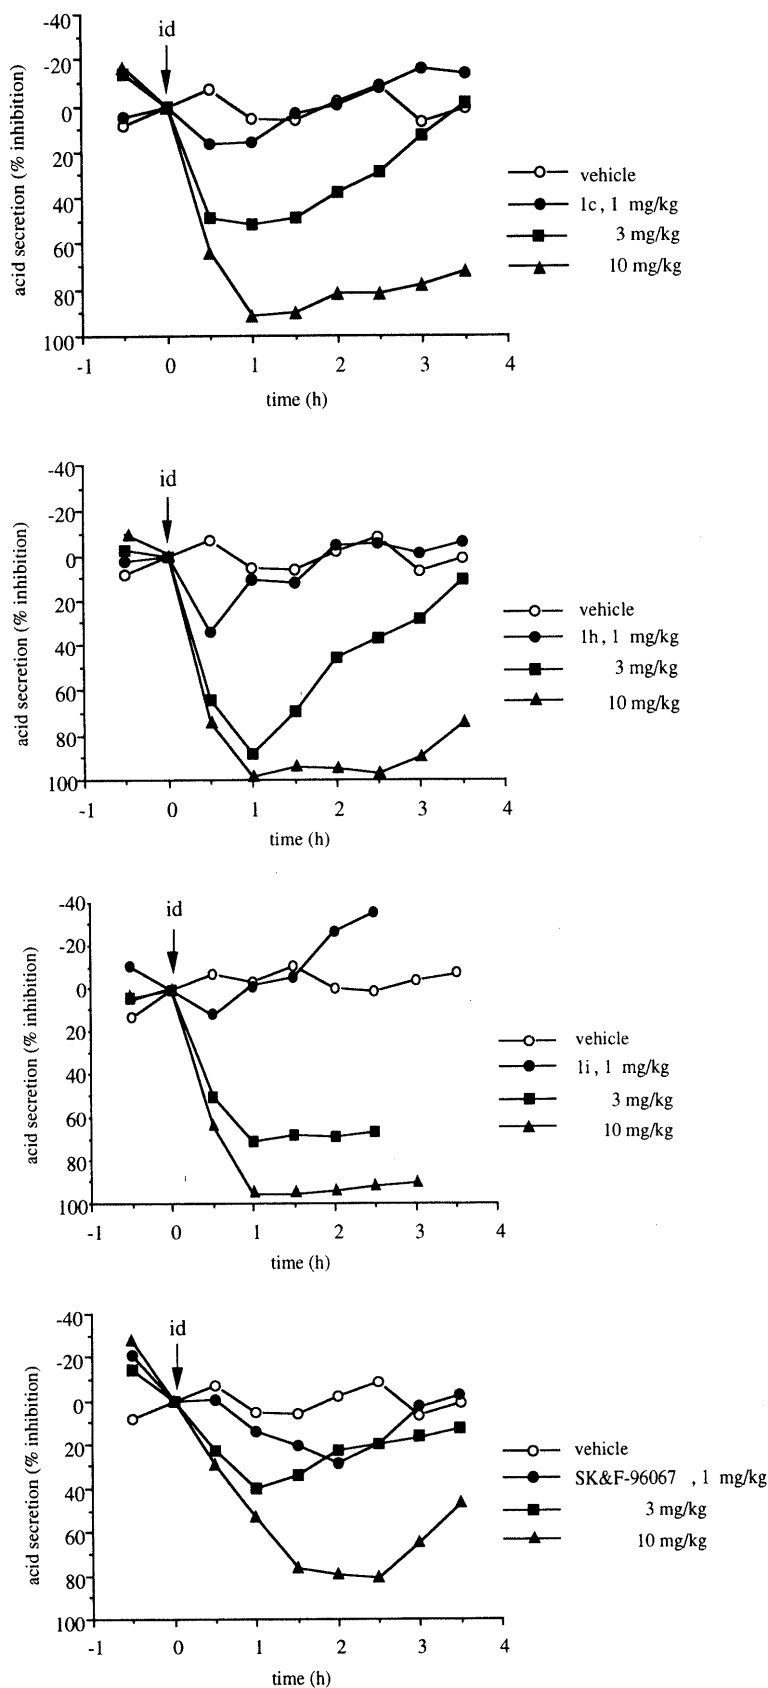 id
acid secretion (% inhibition)
-40
-20
0
20
40
60
80
100
-1 0 1 2 3 4
time (h)
vehicle
1c, 1 mg/kg
3 mg/kg
10 mg/kg
id
acid secretion (% inhibition)
-40
-20
0
20
40
60
80
100
-1 0 1 2 3 4
time (h)
vehicle
1h, 1 mg/kg
3 mg/kg
10 mg/kg
id
acid secretion (% inhibition)
-40
-20
0
20
40
60
80
100
-1 0 1 2 3 4
time (h)
vehicle
1i, 1 mg/kg
3 mg/kg
10 mg/kg
id
acid secretion (% inhibition)
-40
-20
0
20
40
60
80
100
-1 0 1 2 3 4
time (h)
vehicle
SK&F-96067 , 1 mg/kg
3 mg/kg
10 mg/kg